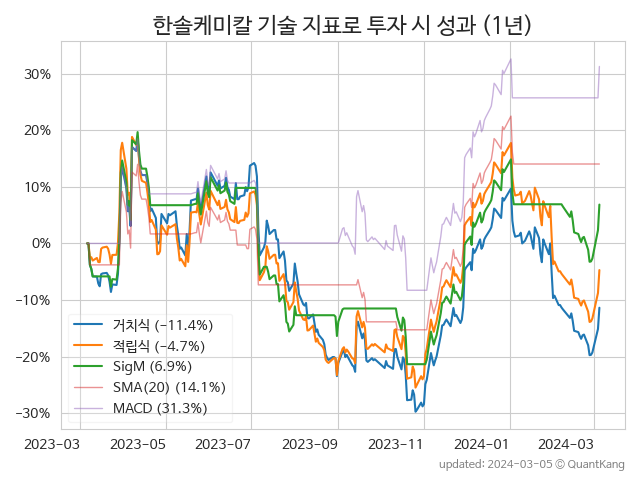 한솔케미칼 기술 지표로 투자 시 성과 (1년)
30%
20%
10%
0%
−10%
−20%
−30%
거치식 (−11.4%)
적립식 (−4.7%)
SigM (6.9%)
SMA(20) (14.1%)
MACD (31.3%)
2023−03 2023−05 2023−07 2023−09 2023−11 2024−01 2024−03
updated: 2024−03−05 ⓒ QuantKang